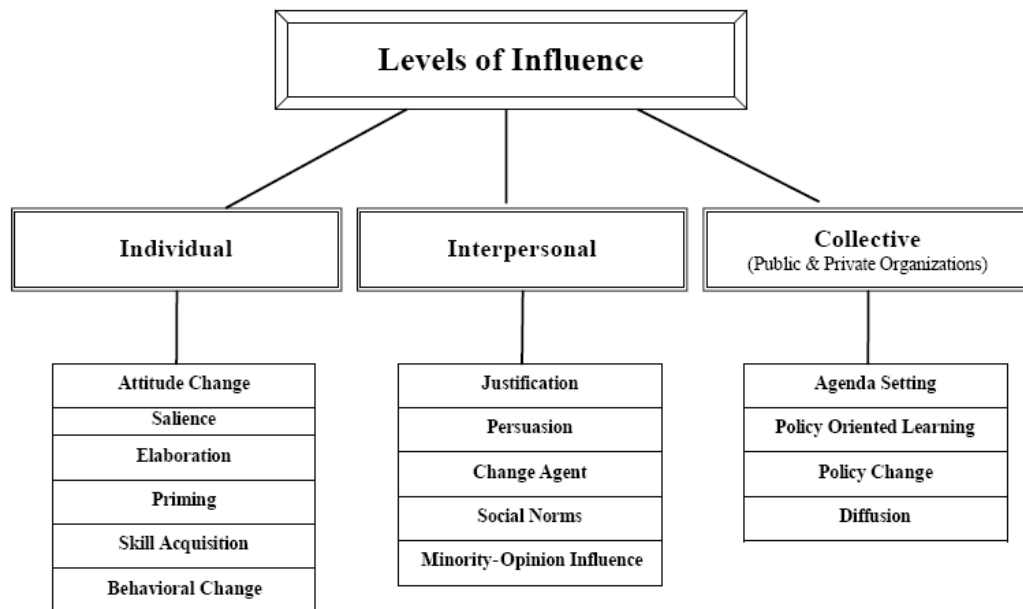 Levels of Influence
Individual
Interpersonal
Collective
(Public & Private Organizations)
Attitude Change
Salience
Elaboration
Priming
Skill Acquisition
Behavioral Change
Justification
Persuasion
Change Agent
Social Norms
Minority-Opinion Influence
Agenda Setting
Policy Oriented Learning
Policy Change
Diffusion